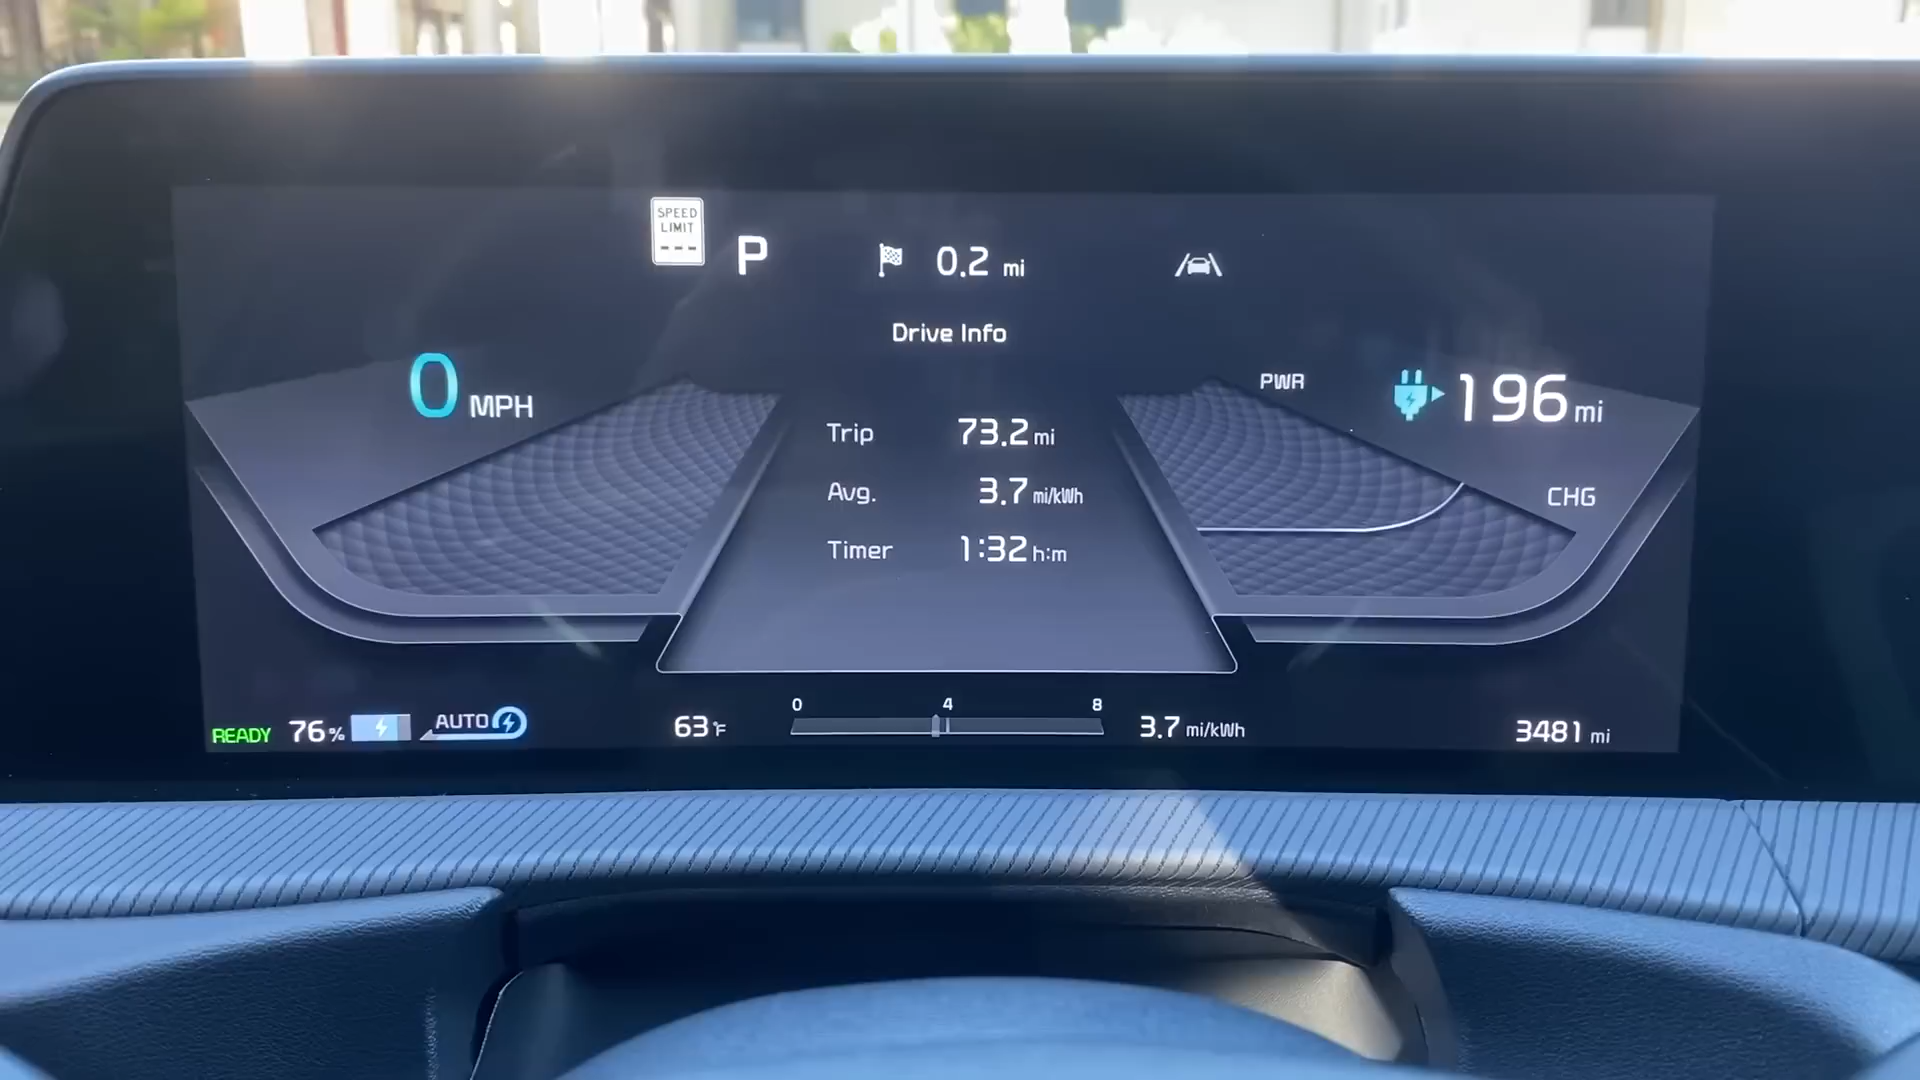 SPEED
LIMIT
---
P
0.2 mi
Drive Info
0 MPH
PWR
196 mi
Trip 73.2 mi
CHG
Avg. 3.7 mi/kWh
Timer 1:32 h:m
0 4 8
READY 76% AUTO 63°F 3.7 mi/kWh 3481 mi